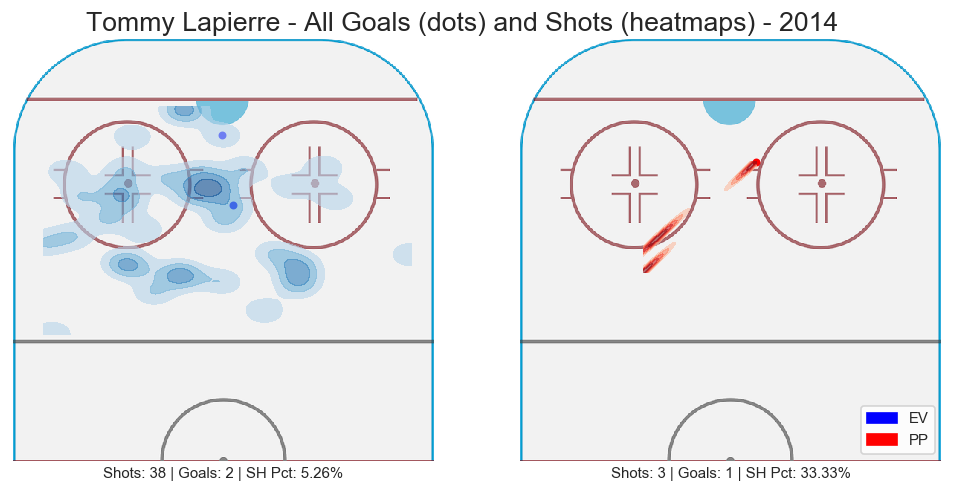 Tommy Lapierre - All Goals (dots) and Shots (heatmaps) - 2014
EV
PP
Shots: 38 | Goals: 2 | SH Pct: 5.26%
Shots: 3 | Goals: 1 | SH Pct: 33.33%